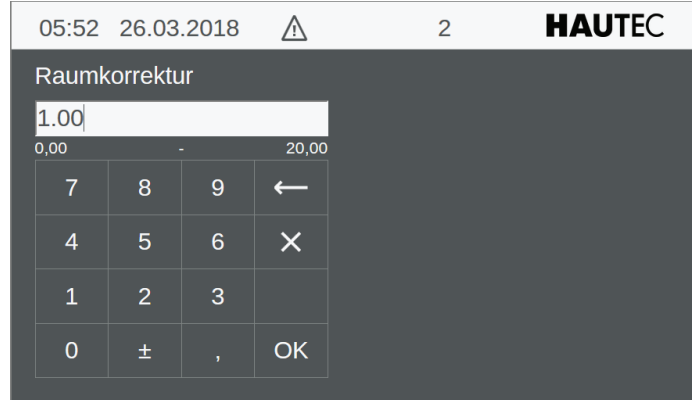 05:52 26.03.2018 2 HAUTEC
Raumkorrektur
1.00
0,00 - 20,00
7 8 9 ←
4 5 6 ×
1 2 3
0 ± , OK